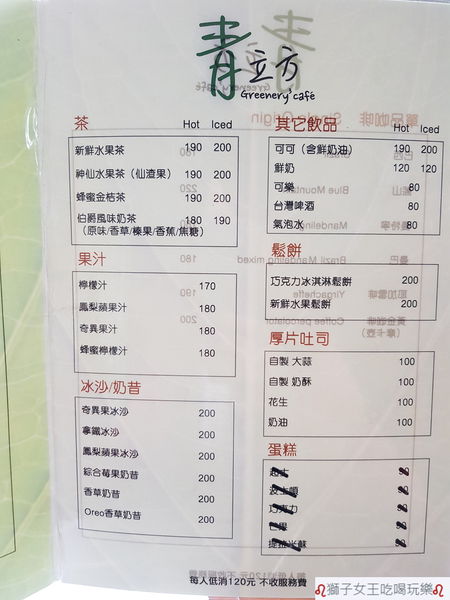 青立方
Greenery café
茶 Hot Iced
新鮮水果茶 190 200
神仙水果茶（仙渣果） 190 200
蜂蜜金桔茶 190 200
伯爵風味奶茶 180 190
（原味/香草/榛果/香蕉/焦糖）
果汁
檸檬汁 170
鳳梨蘋果汁 180
奇異果汁 180
蜂蜜檸檬汁 180
冰沙/奶昔
奇異果冰沙 200
拿鐵冰沙 200
鳳梨蘋果冰沙 200
綜合莓果奶昔 200
香草奶昔 200
Oreo香草奶昔 200
其它飲品 Hot Iced
可可（含鮮奶油） 190 200
鮮奶 120 120
可樂 80
台灣啤酒 80
氣泡水 80
鬆餅
巧克力冰淇淋鬆餅 200
新鮮水果鬆餅 200
厚片吐司
自製 大蒜 100
自製 奶酥 100
花生 100
奶油 100
蛋糕
巧克力
每人低消120元 不收服務費
獅子女王吃喝玩樂